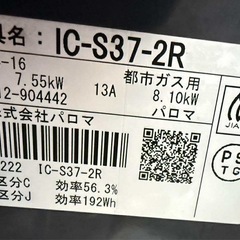 具名： IC-S37-2R
-16
7.55kW
都市ガス用
13A
8.10kW
12-904442
パロマ
株式会社パロマ
222 IC-S37-2R
区分C 効率56.3%
区分J 効率192Wh
JIA
PS
TG